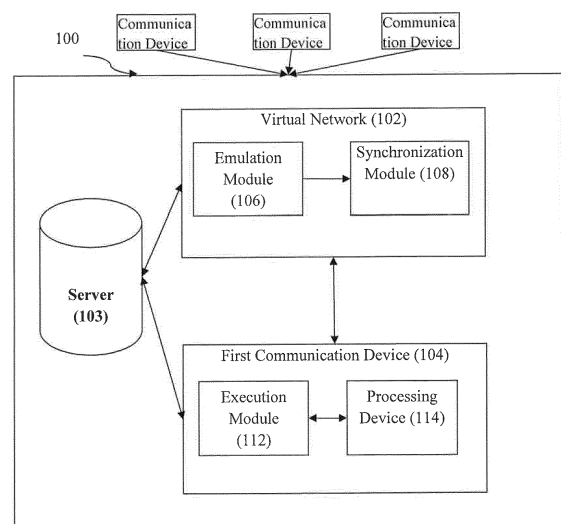 Communica
tion Device
Communica
tion Device
Communica
tion Device
100
Virtual Network (102)
Emulation
Module
(106)
Synchronization
Module (108)
Server
(103)
First Communication Device (104)
Execution
Module
(112)
Processing
Device (114)